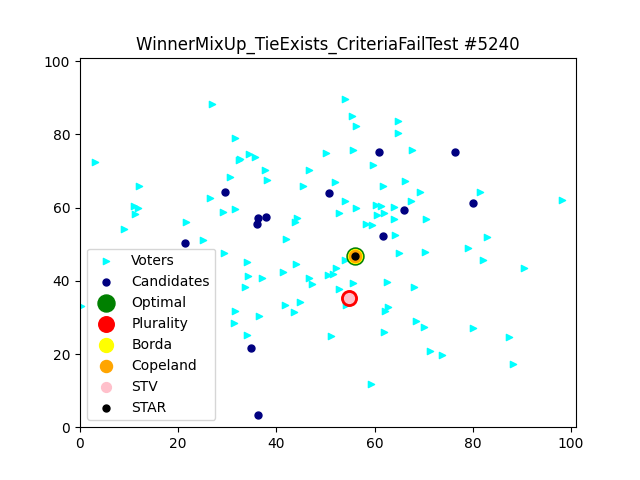 WinnerMixUp_TieExists_CriteriaFailTest #5240
100
80
60
40
20
0
0
20
40
60
80
100
Voters
Candidates
Optimal
Plurality
Borda
Copeland
STV
STAR